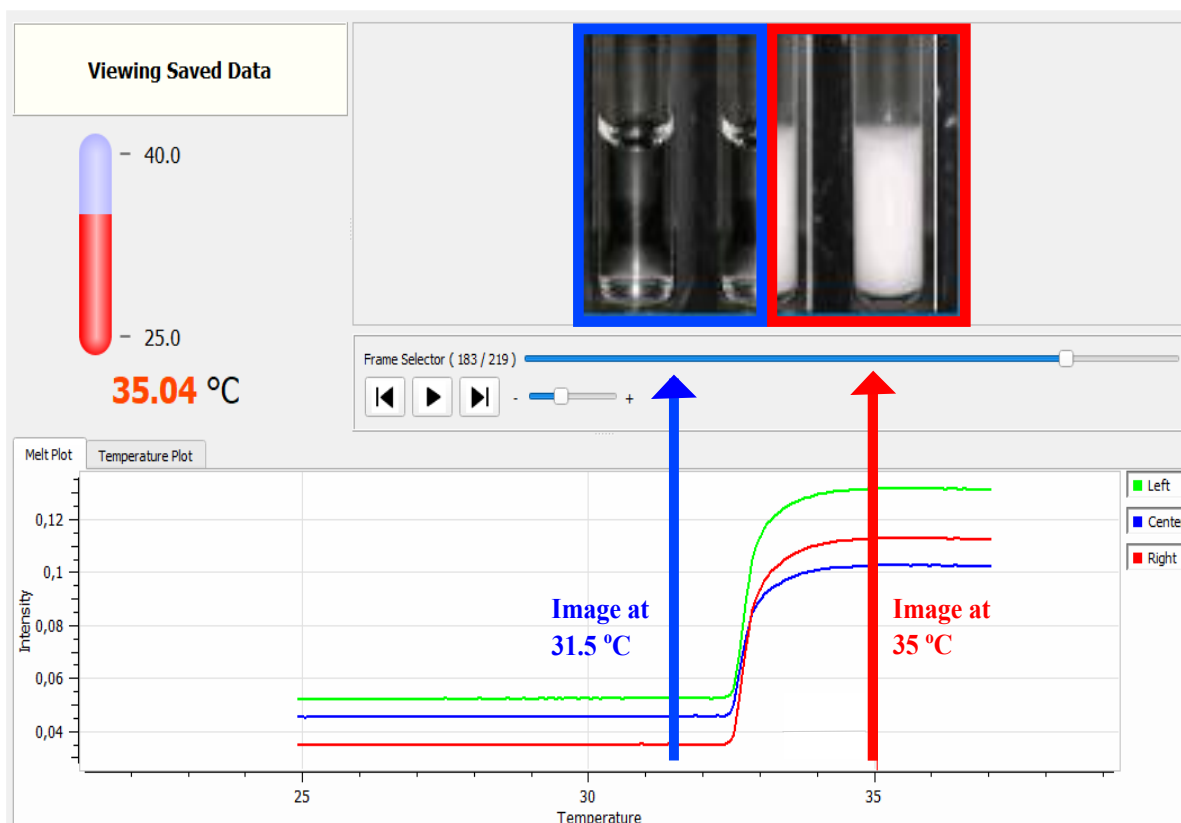 Viewing Saved Data
40.0
25.0
35.04 °C
Frame Selector ( 183 / 219 )
- +
Melt Plot
Temperature Plot
Intensity
0,12
0,1
0,08
0,06
0,04
25
30
35
Temperature
Image at
31.5 ºC
Image at
35 ºC
Left
Cente
Right